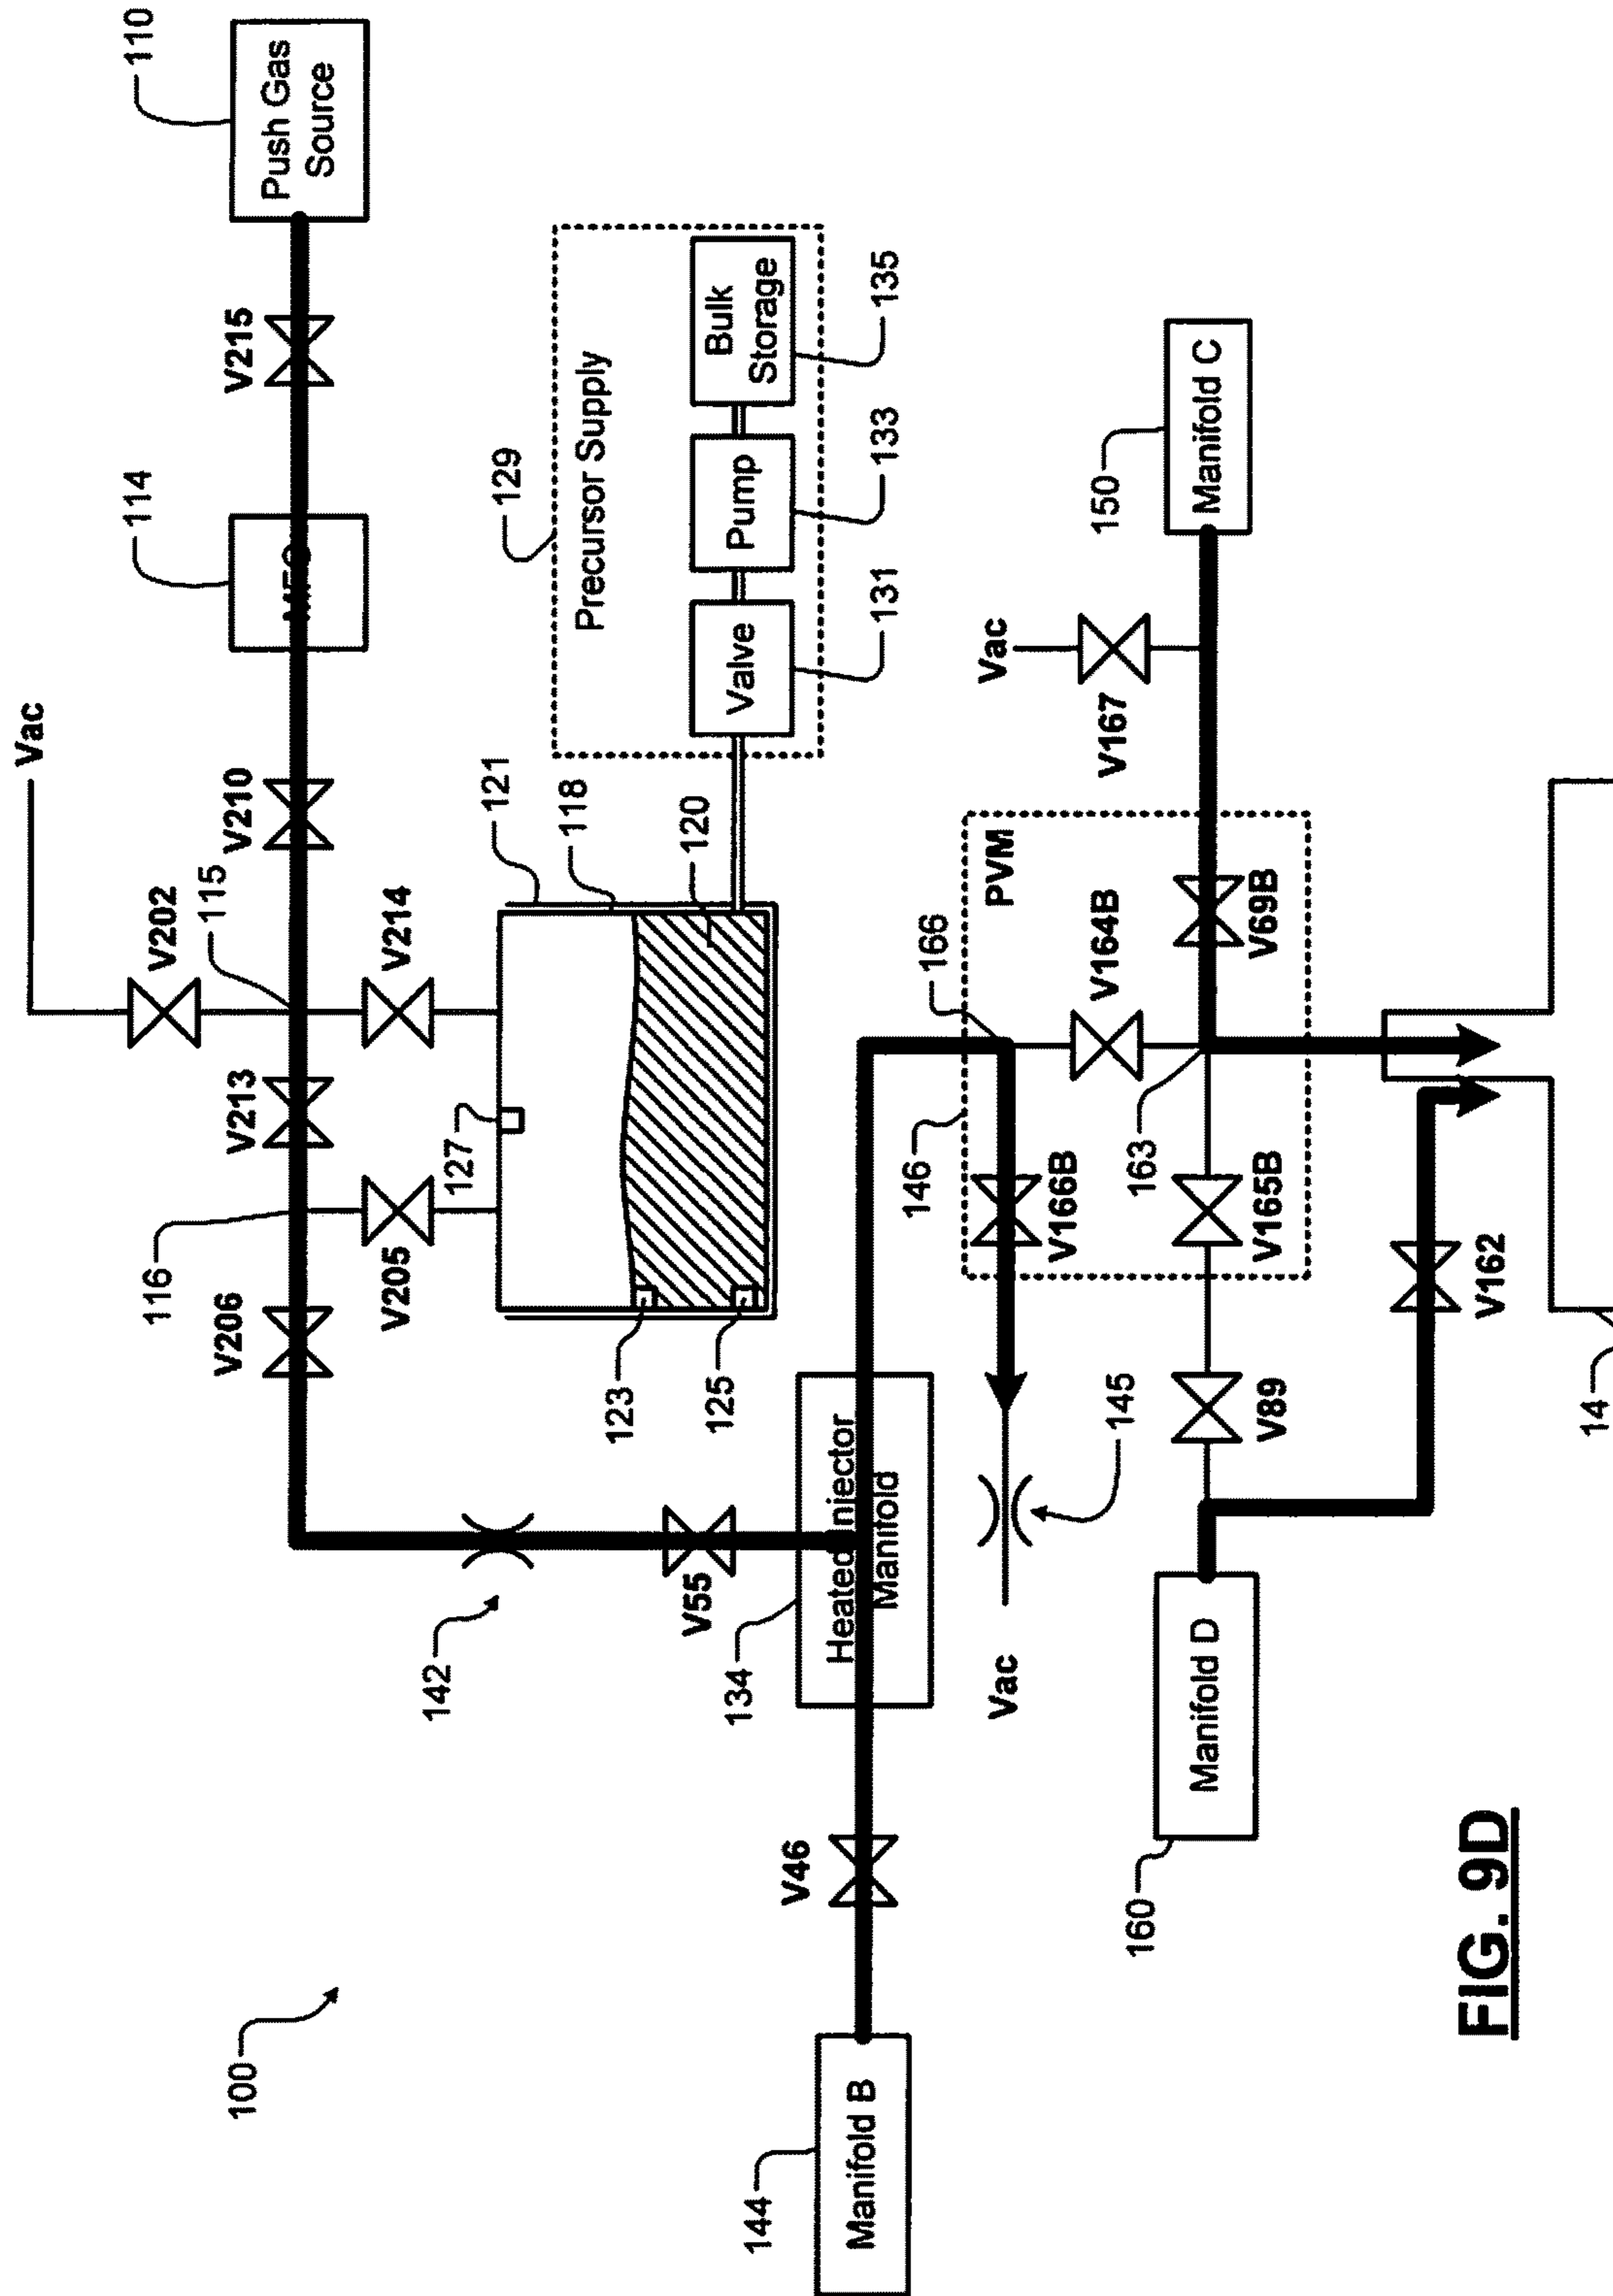 Vac
100
V206
116
V213
V202
115
V210
114
V215
110
Push Gas
Source
142
V205
127
V214
121
129
Precursor Supply
118
123
125
120
Valve
Pump
Bulk
Storage
131
133
135
144
Manifold B
V46
134
V55
Heated Injector
Manifold
146
166
PVM
Vac
145
V166B
V164B
Vac
V167
150
Manifold C
160
Manifold D
V89
163
V165B
V69B
V162
FIG. 9D
14